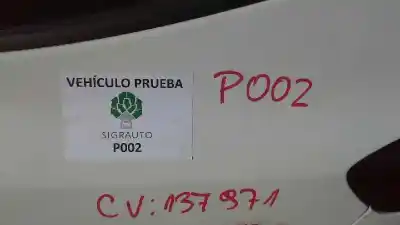 VEHÍCULO PRUEBA
SIGRAUTO
P002
P002
CV: 137971